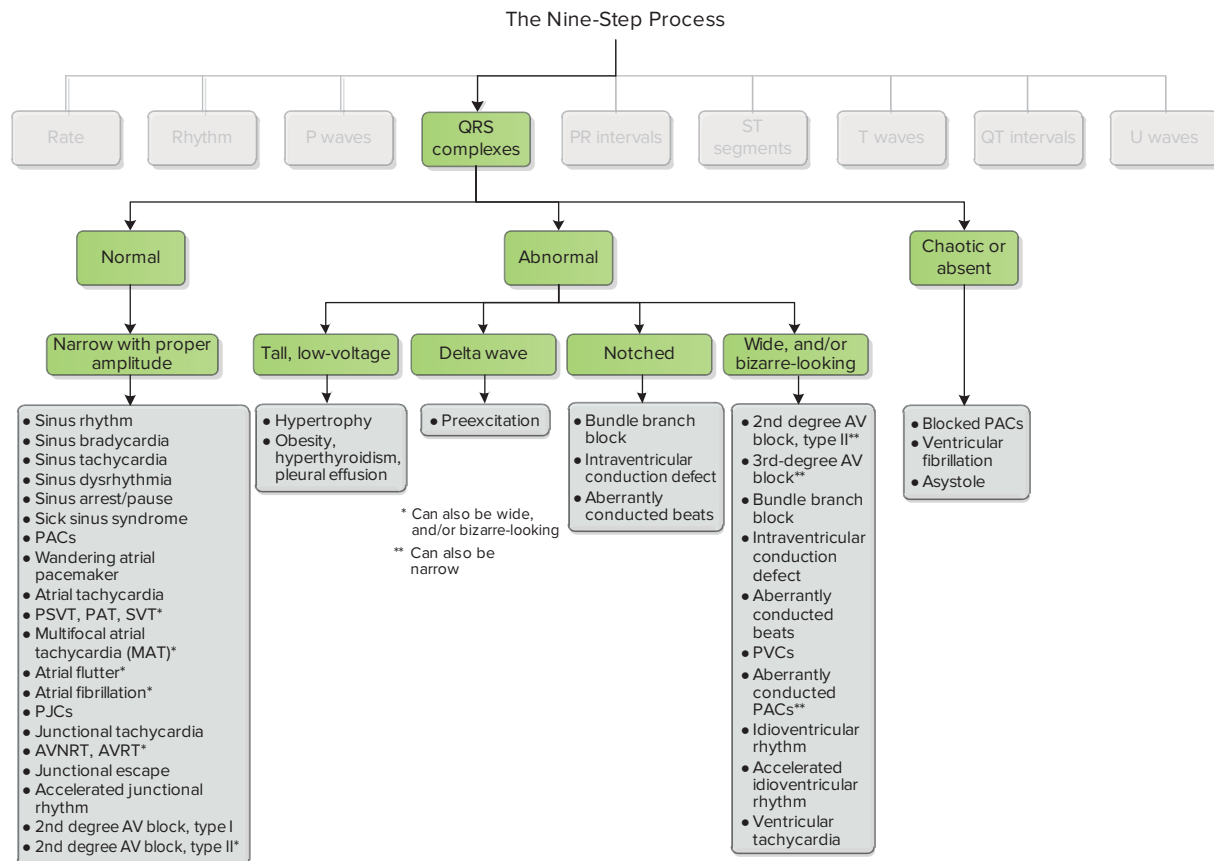 The Nine-Step Process
Rate
Rhythm
P waves
QRS
complexes
PR intervals
ST
segments
T waves
QT intervals
U waves
Normal
Abnormal
Chaotic or
absent
Narrow with proper
amplitude
Tall, low-voltage
Delta wave
Notched
Wide, and/or
bizarre-looking
● Sinus rhythm
● Sinus bradycardia
● Sinus tachycardia
● Sinus dysrhythmia
● Sinus arrest/pause
● Sick sinus syndrome
● PACs
● Wandering atrial
pacemaker
● Atrial tachycardia
● PSVT, PAT, SVT*
● Multifocal atrial
tachycardia (MAT)*
● Atrial flutter*
● Atrial fibrillation*
● PJCs
● Junctional tachycardia
● AVNRT, AVRT*
● Junctional escape
● Accelerated junctional
rhythm
● 2nd degree AV block, type I
● 2nd degree AV block, type II*
● Hypertrophy
● Obesity,
hyperthyroidism,
pleural effusion
● Preexcitation
* Can also be wide,
and/or bizarre-looking
** Can also be
narrow
● Bundle branch
block
● Intraventricular
conduction defect
● Aberrantly
conducted beats
● 2nd degree AV
block, type II**
● 3rd-degree AV
block**
● Bundle branch
block
● Intraventricular
conduction
defect
● Aberrantly
conducted
beats
● PVCs
● Aberrantly
conducted
PACs**
● Idioventricular
rhythm
● Accelerated
idioventricular
rhythm
● Ventricular
tachycardia
● Blocked PACs
● Ventricular
fibrillation
● Asystole